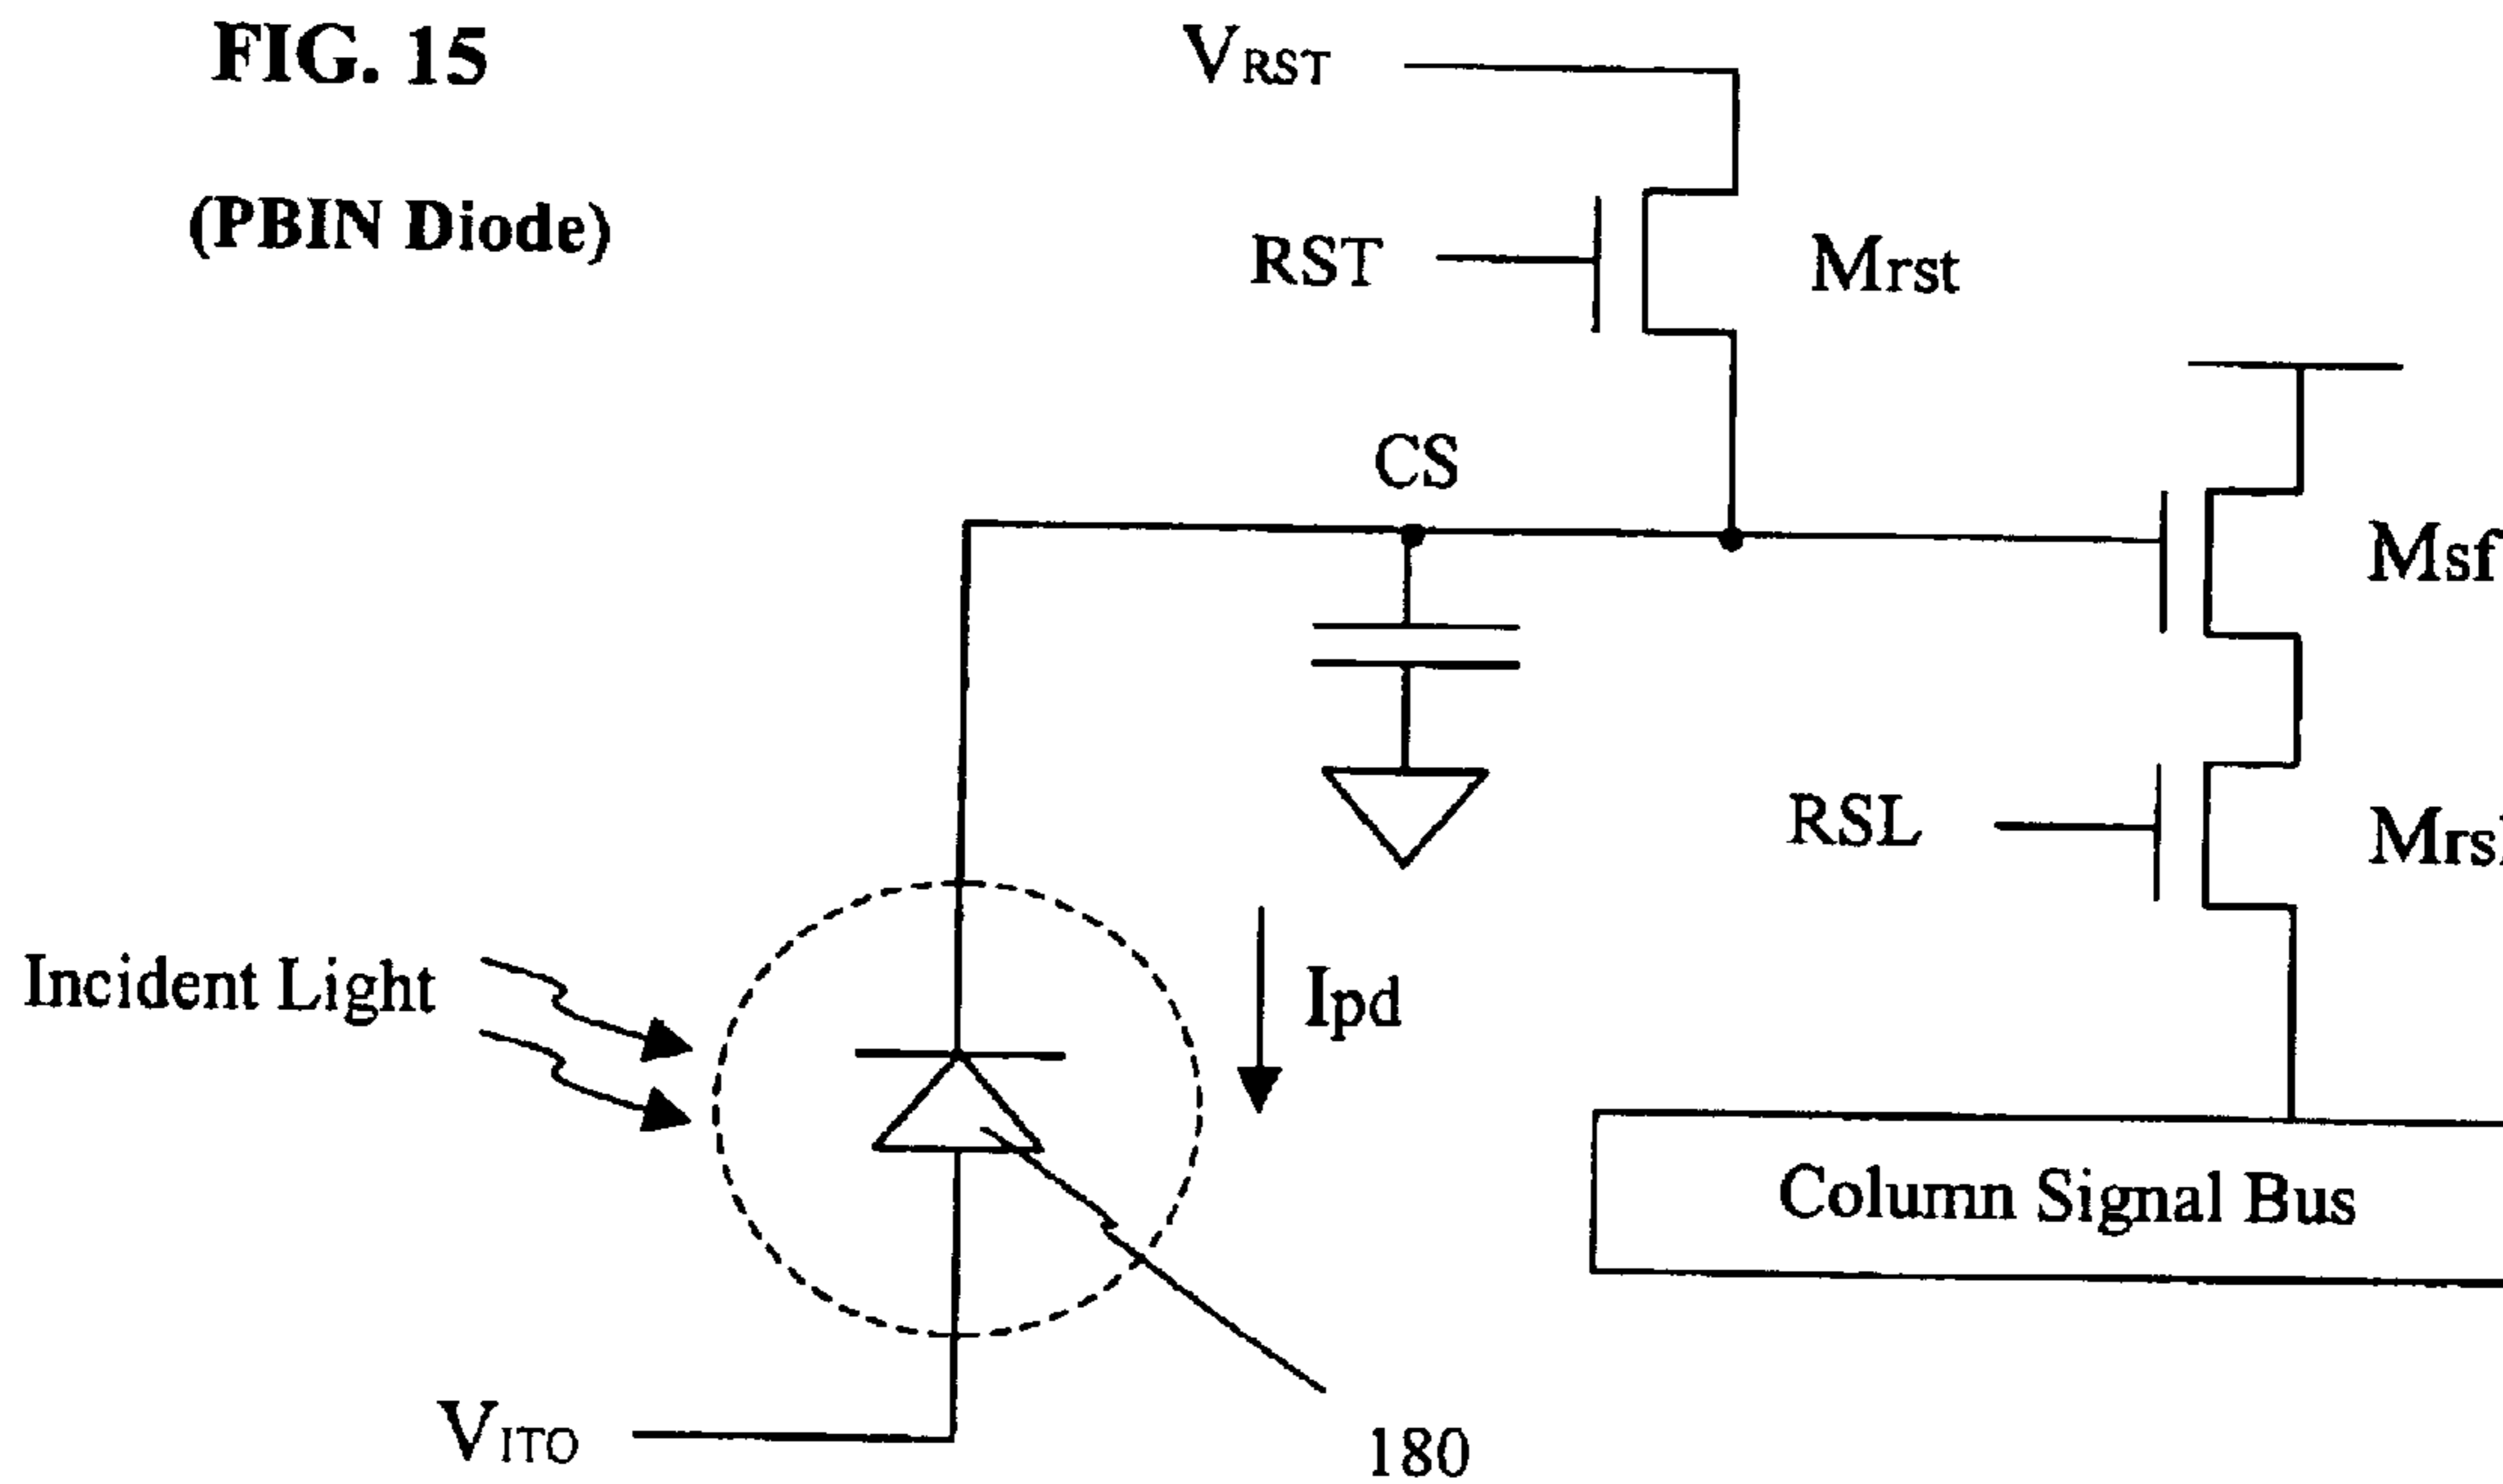 FIG. 15
(PBIN Diode)
VRST
RST
Mrst
CS
Msf
RSL
Incident Light
Ipd
Column Signal Bus
VITO
180